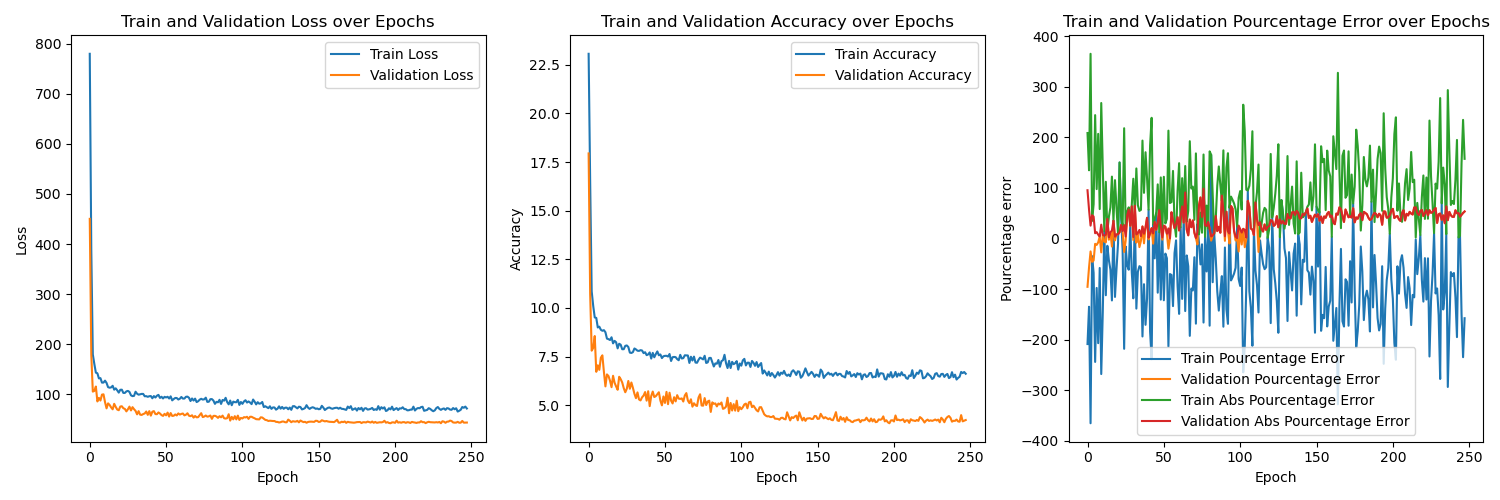 Train and Validation Loss over Epochs
800
700
600
500
400
300
200
100
Loss
0
50
100
150
200
250
Epoch
Train Loss
Validation Loss
Train and Validation Accuracy over Epochs
22.5
20.0
17.5
15.0
12.5
10.0
7.5
5.0
Accuracy
0
50
100
150
200
250
Epoch
Train Accuracy
Validation Accuracy
Train and Validation Pourcentage Error over Epochs
400
300
200
100
0
−100
−200
−300
−400
Pourcentage error
0
50
100
150
200
250
Epoch
Train Pourcentage Error
Validation Pourcentage Error
Train Abs Pourcentage Error
Validation Abs Pourcentage Error